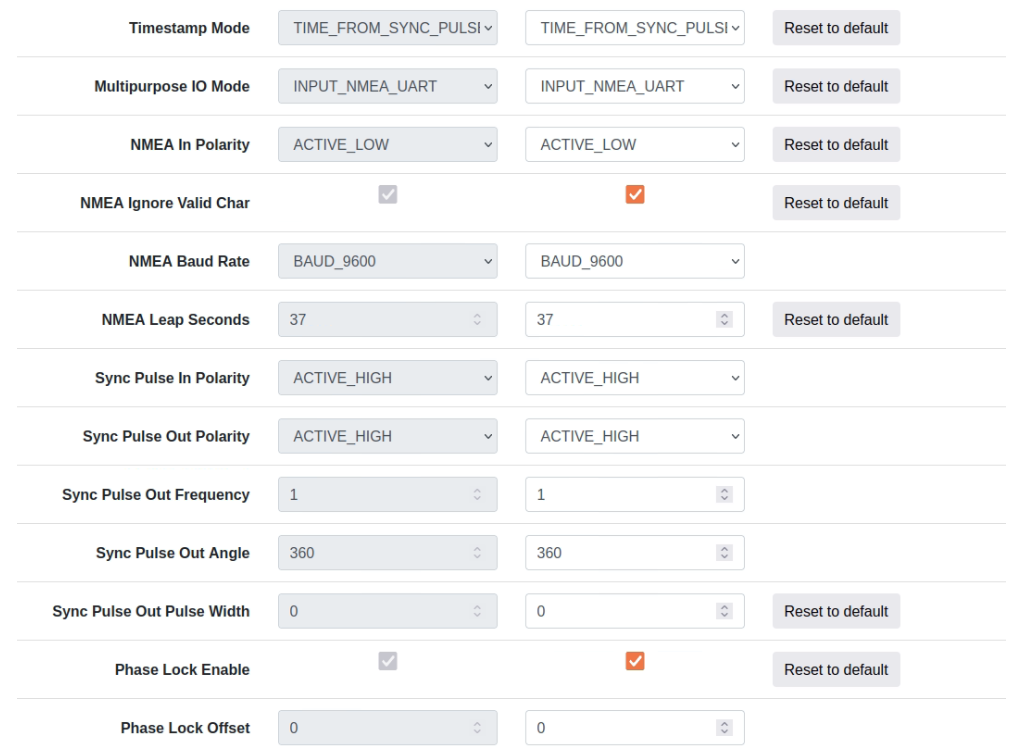 Timestamp Mode TIME_FROM_SYNC_PULSE TIME_FROM_SYNC_PULSE Reset to default
Multipurpose IO Mode INPUT_NMEA_UART INPUT_NMEA_UART Reset to default
NMEA In Polarity ACTIVE_LOW ACTIVE_LOW Reset to default
NMEA Ignore Valid Char Reset to default
NMEA Baud Rate BAUD_9600 BAUD_9600
NMEA Leap Seconds 37 37 Reset to default
Sync Pulse In Polarity ACTIVE_HIGH ACTIVE_HIGH
Sync Pulse Out Polarity ACTIVE_HIGH ACTIVE_HIGH
Sync Pulse Out Frequency 1 1
Sync Pulse Out Angle 360 360
Sync Pulse Out Pulse Width 0 0 Reset to default
Phase Lock Enable Reset to default
Phase Lock Offset 0 0